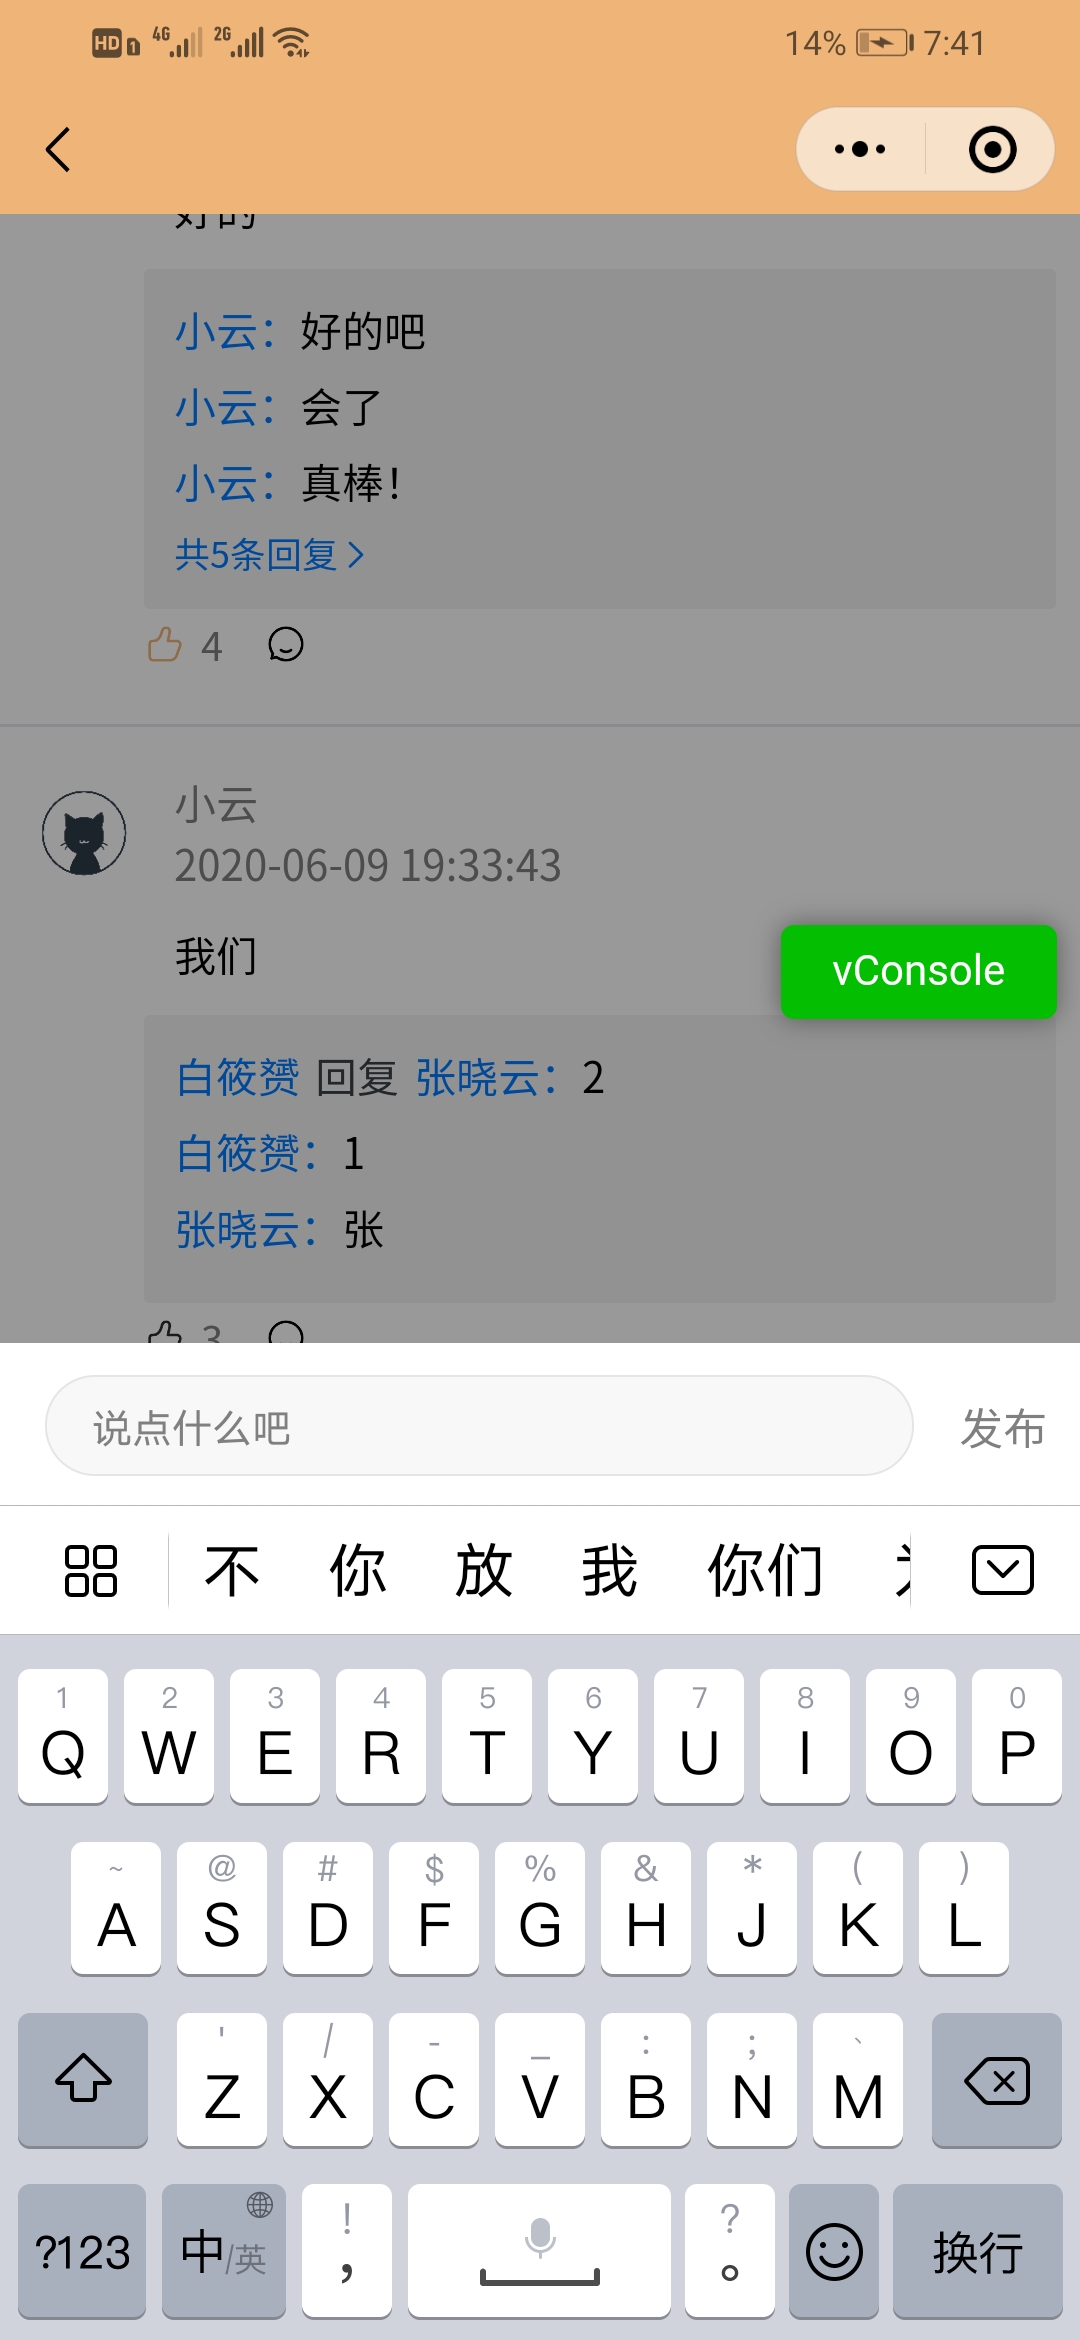 HD 1 4G 2G 14% 7:41
好的
小云：好的吧
小云：会了
小云：真棒！
共5条回复
4
小云
2020-06-09 19:33:43
我们
vConsole
白筱赟 回复 张晓云：2
白筱赟：1
张晓云：张
3
说点什么吧 发布
不 你 放 我 你们
1 2 3 4 5 6 7 8 9 0
Q W E R T Y U I O P
~ @ # $ % & * ( )
A S D F G H J K L
' / - _ : ; 、
Z X C V B N M
! ?
?123 中/英 ， 。 换行